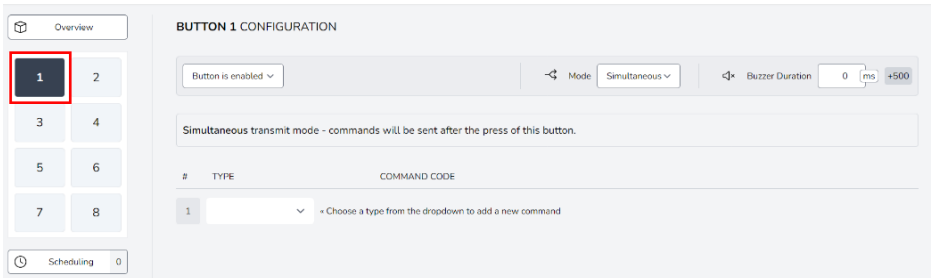 Overview
1 2
3 4
5 6
7 8
Scheduling 0
BUTTON 1 CONFIGURATION
Button is enabled Mode Simultaneous Buzzer Duration 0 ms +500
Simultaneous transmit mode - commands will be sent after the press of this button.
# TYPE COMMAND CODE
1 « Choose a type from the dropdown to add a new command